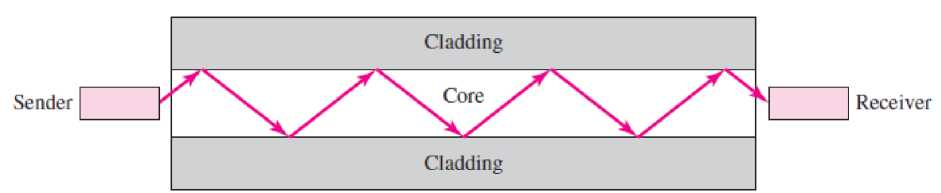 Cladding
Sender
Core
Receiver
Cladding